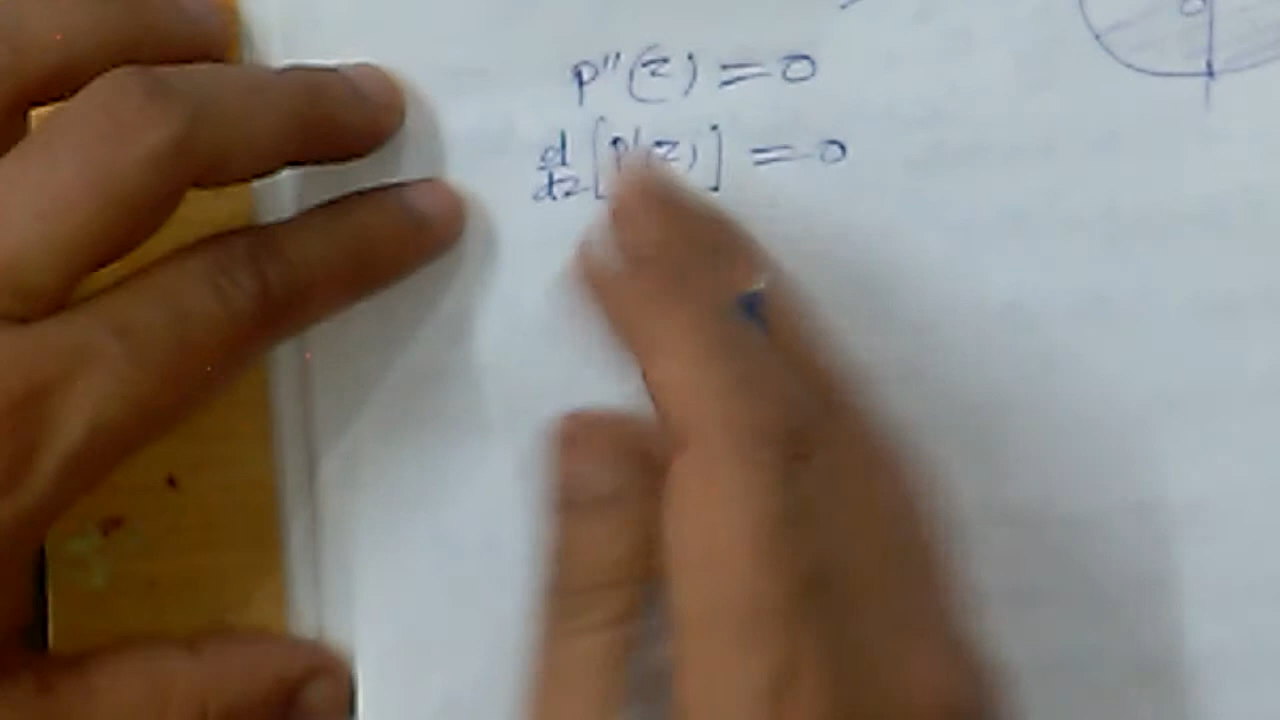 p''(z) = 0
d/dz [p'(z)] = 0